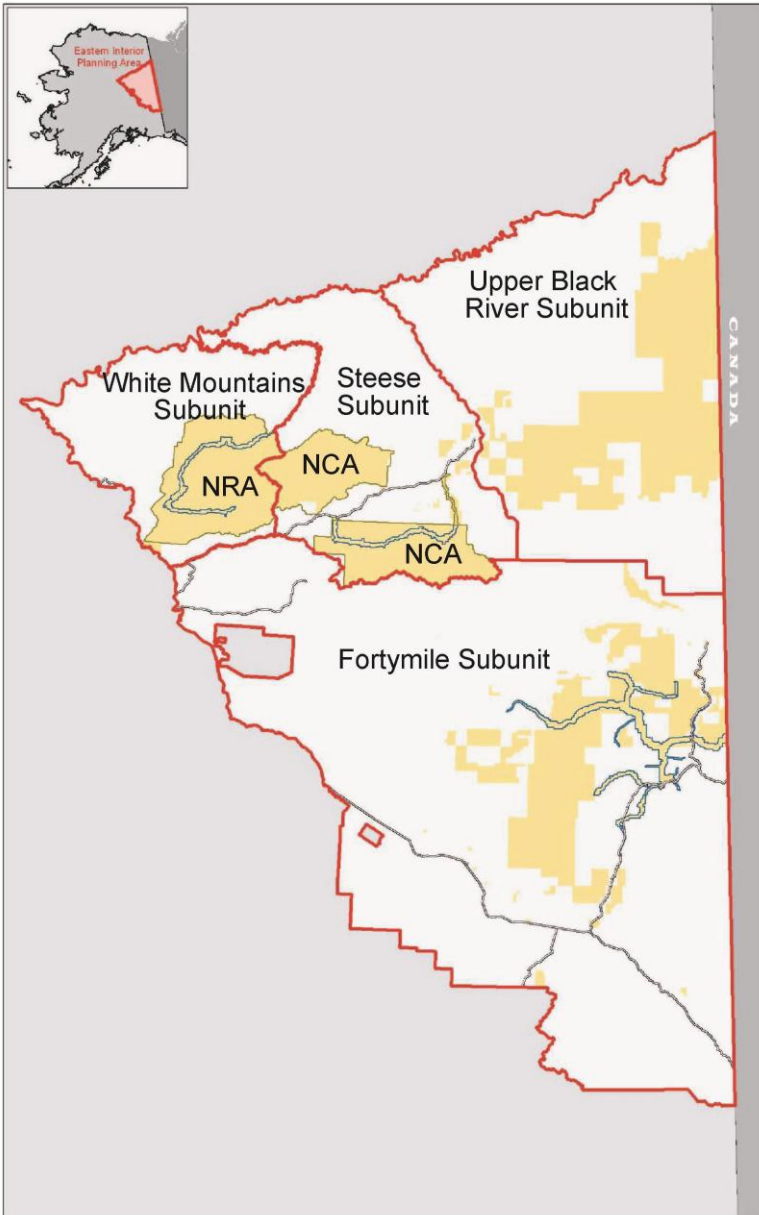 Eastern Interior
Planning Area
Upper Black
River Subunit
CANADA
White Mountains
Subunit
Steese
Subunit
NCA
NRA
NCA
Fortymile Subunit